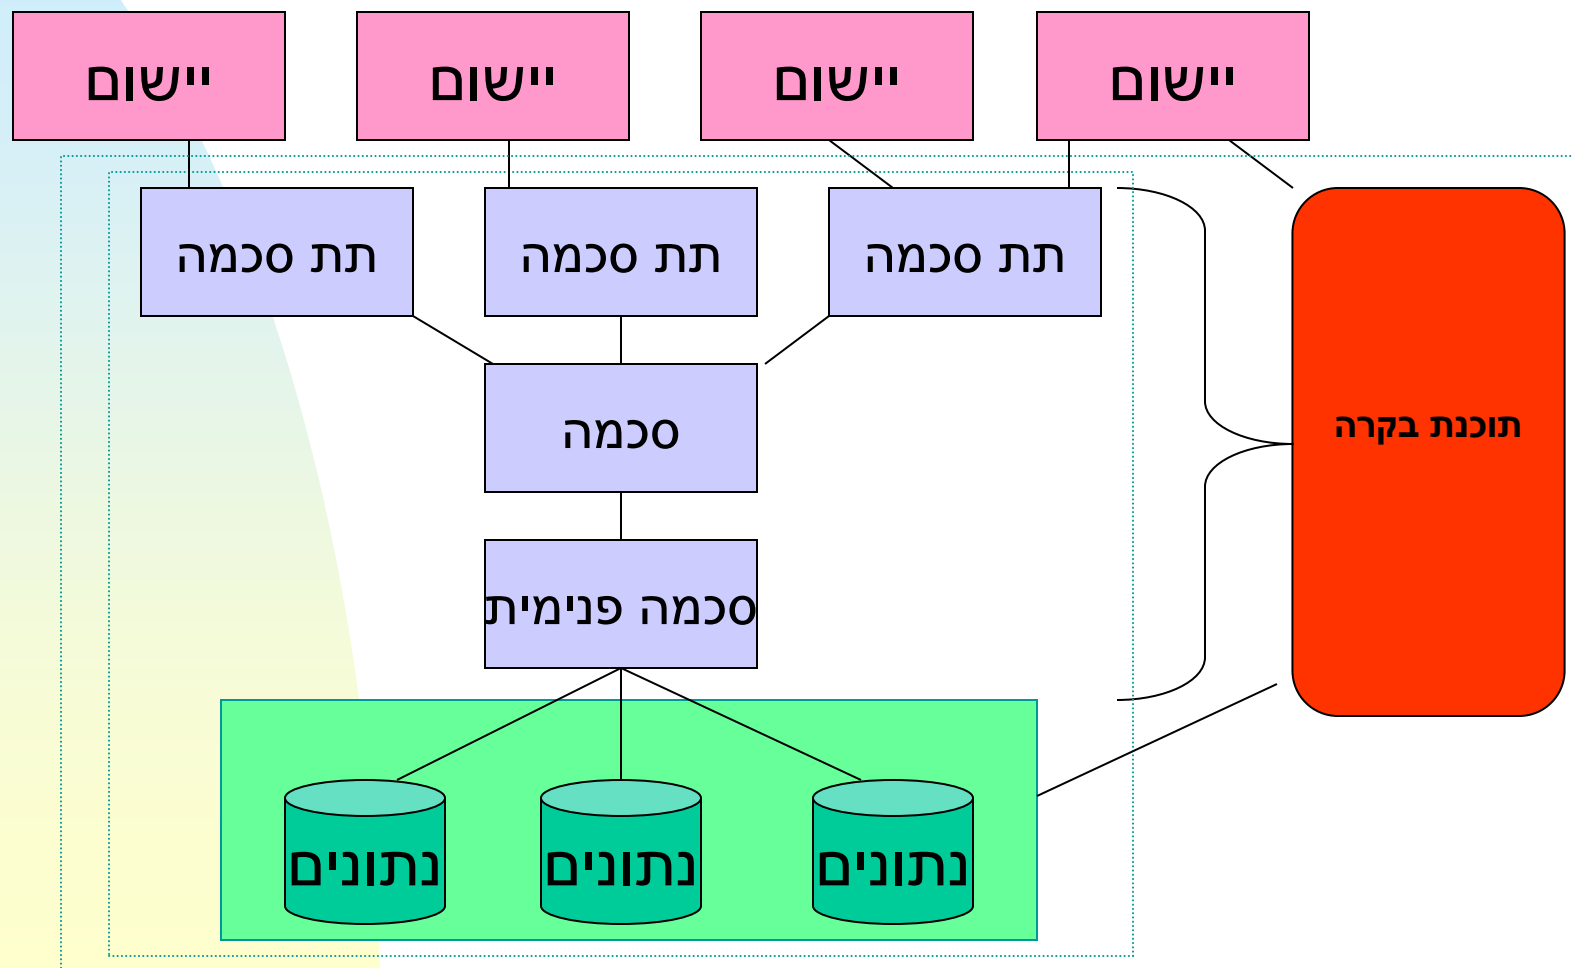 יישום
יישום
יישום
יישום
תת סכמה
תת סכמה
תת סכמה
סכמה
תוכנת בקרה
סכמה פנימית
נתונים
נתונים
נתונים